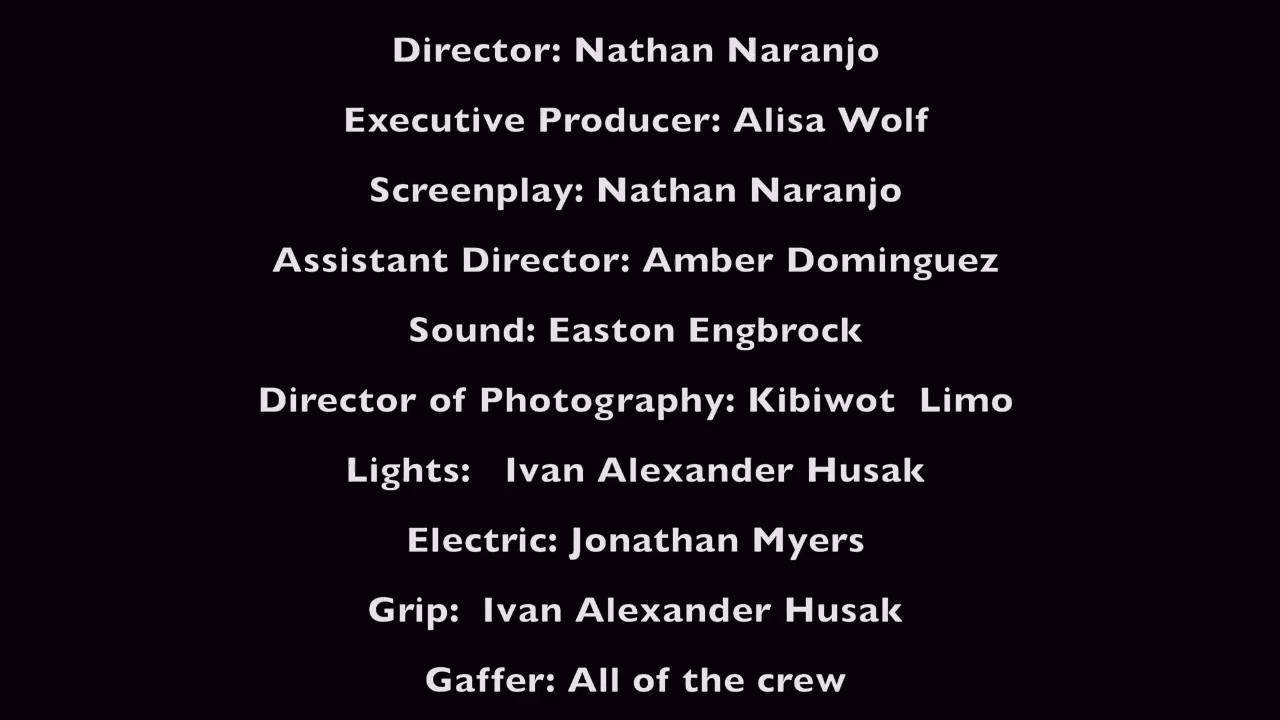 Director: Nathan Naranjo
Executive Producer: Alisa Wolf
Screenplay: Nathan Naranjo
Assistant Director: Amber Dominguez
Sound: Easton Engbrock
Director of Photography: Kibiwot  Limo
Lights:   Ivan Alexander Husak
Electric: Jonathan Myers
Grip:  Ivan Alexander Husak
Gaffer: All of the crew